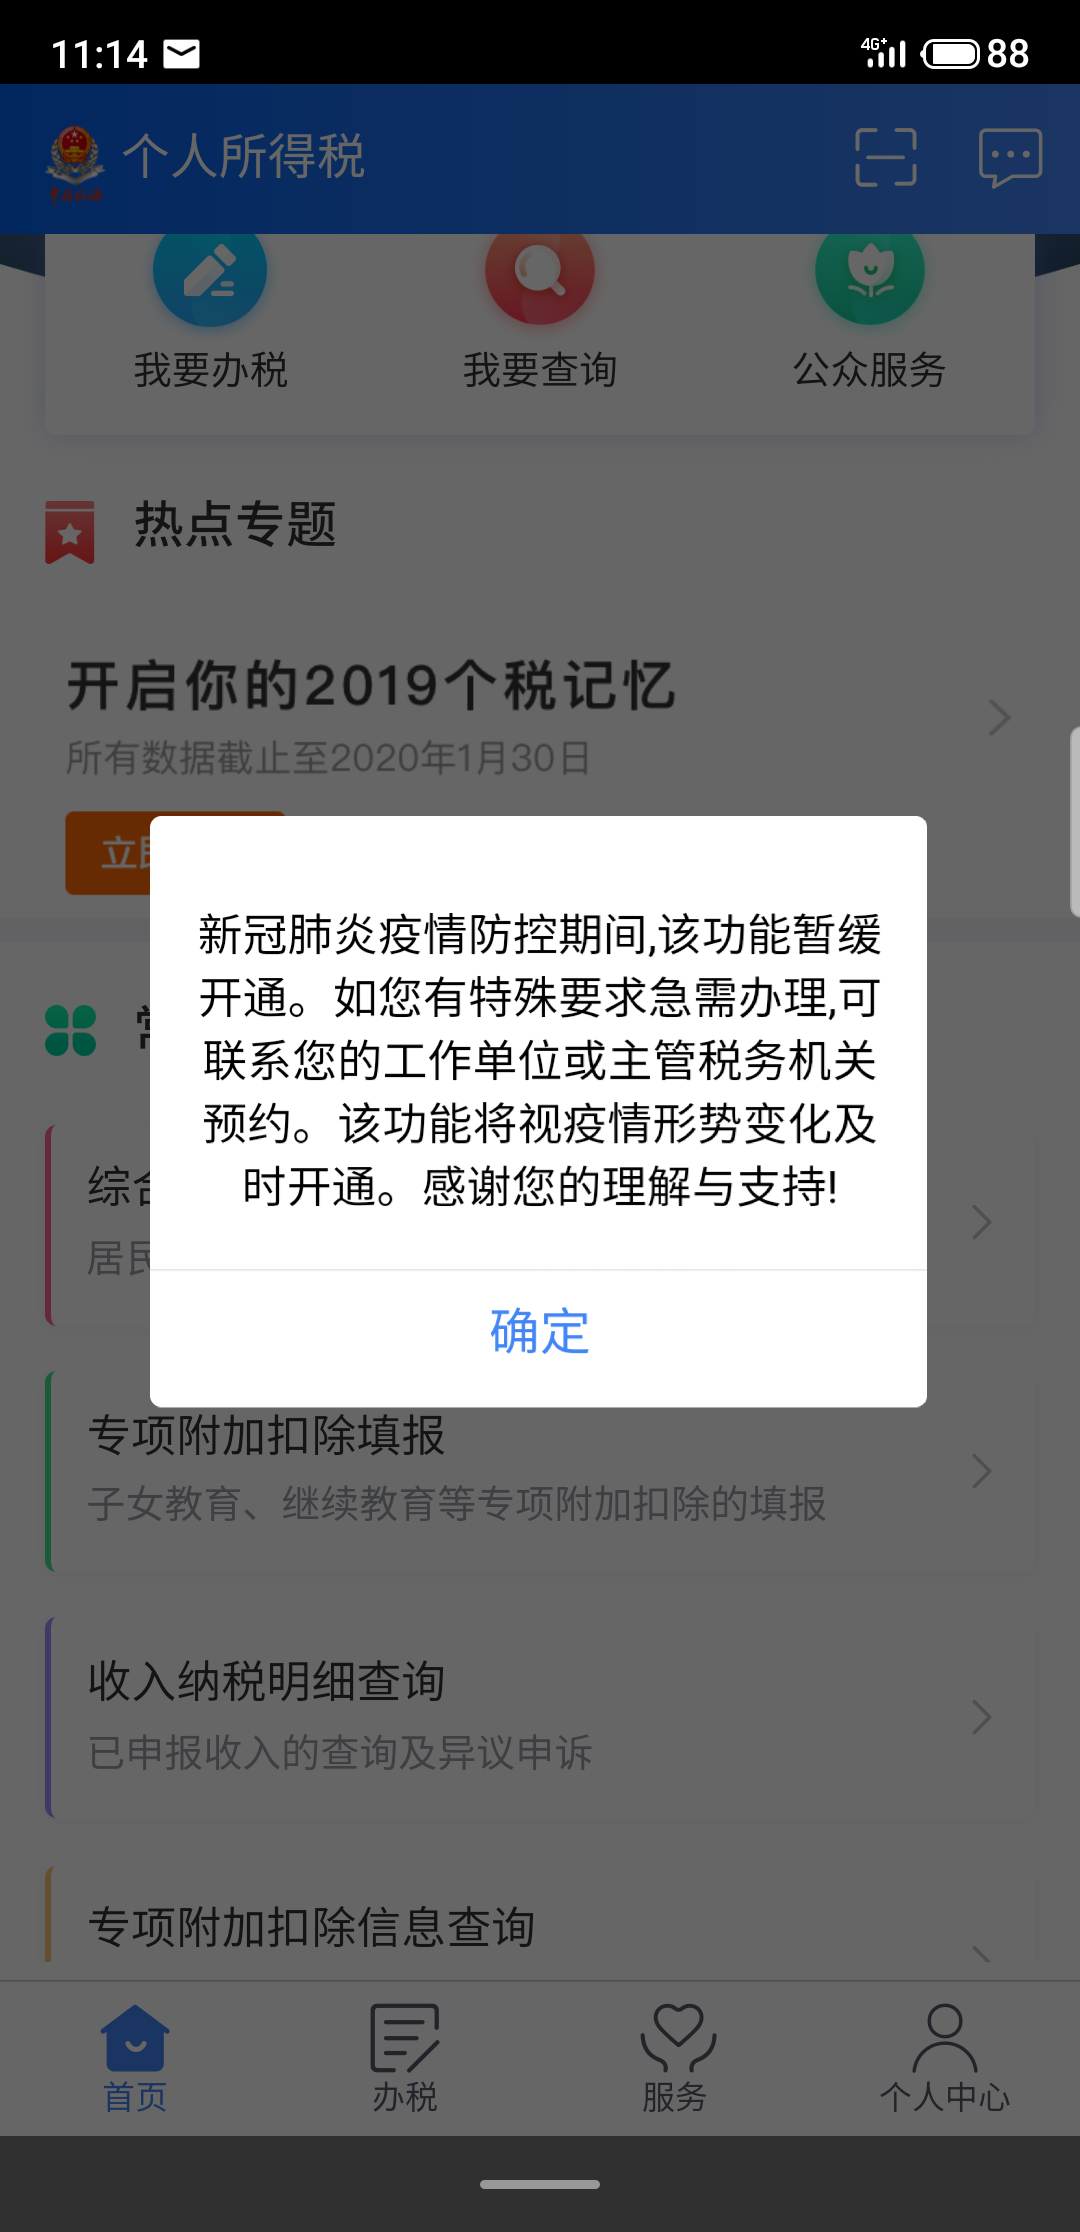 11:14
4G+
88
个人所得税
我要办税
我要查询
公众服务
热点专题
开启你的2019个税记忆
所有数据截止至2020年1月30日
立
新冠肺炎疫情防控期间,该功能暂缓
开通。如您有特殊要求急需办理,可
联系您的工作单位或主管税务机关
预约。该功能将视疫情形势变化及
时开通。感谢您的理解与支持!
确定
综合
居民
专项附加扣除填报
子女教育、继续教育等专项附加扣除的填报
收入纳税明细查询
已申报收入的查询及异议申诉
专项附加扣除信息查询
首页
办税
服务
个人中心